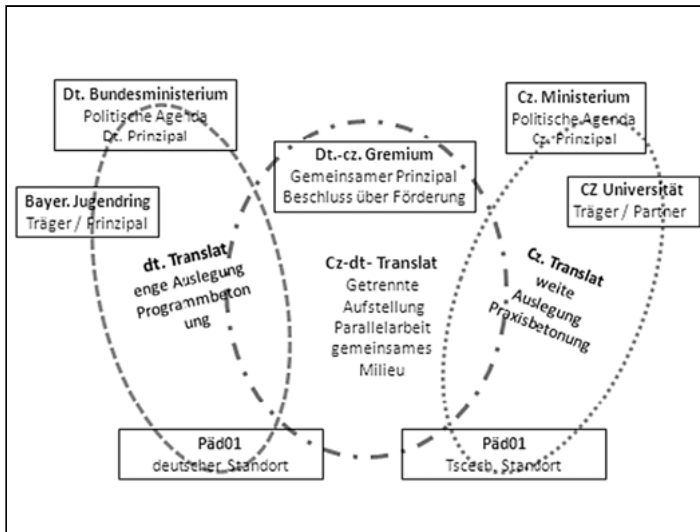 Dt. Bundesministerium
Politische Agenda
Dt. Prinzipal
Cz. Ministerium
Politische Agenda
Cz. Prinzipal
Dt.-cz. Gremium
Gemeinsamer Prinzipal
Beschluss über Förderung
Bayer. Jugendring
Träger / Prinzipal
CZ Universität
Träger / Partner
dt. Translat
enge Auslegung
Programmbeton
ung
Cz-dt- Translat
Getrennte
Aufstellung
Parallelarbeit
gemeinsames
Milieu
Cz. Translat
weite
Auslegung
Praxisbetonung
Päd01
deutscher Standort
Päd01
Standort